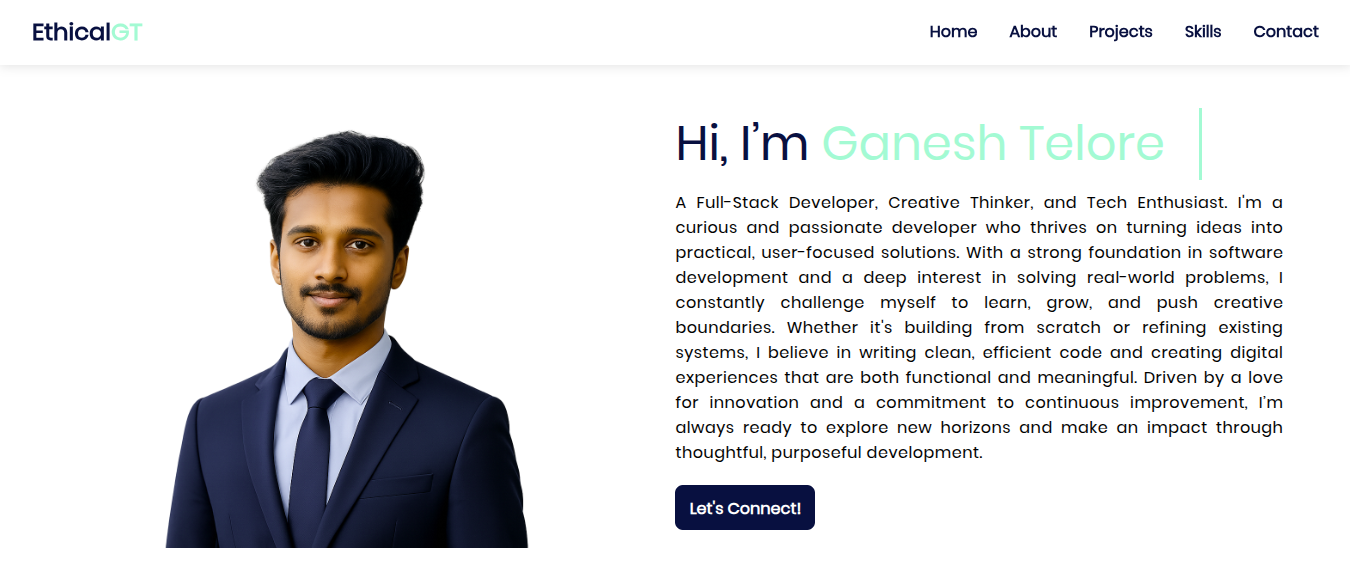 EthicalGT
Home About Projects Skills Contact
Hi, I’m Ganesh Telore
A Full-Stack Developer, Creative Thinker, and Tech Enthusiast. I'm a
curious and passionate developer who thrives on turning ideas into
practical, user-focused solutions. With a strong foundation in software
development and a deep interest in solving real-world problems, I
constantly challenge myself to learn, grow, and push creative
boundaries. Whether it's building from scratch or refining existing
systems, I believe in writing clean, efficient code and creating digital
experiences that are both functional and meaningful. Driven by a love
for innovation and a commitment to continuous improvement, I’m
always ready to explore new horizons and make an impact through
thoughtful, purposeful development.
Let's Connect!